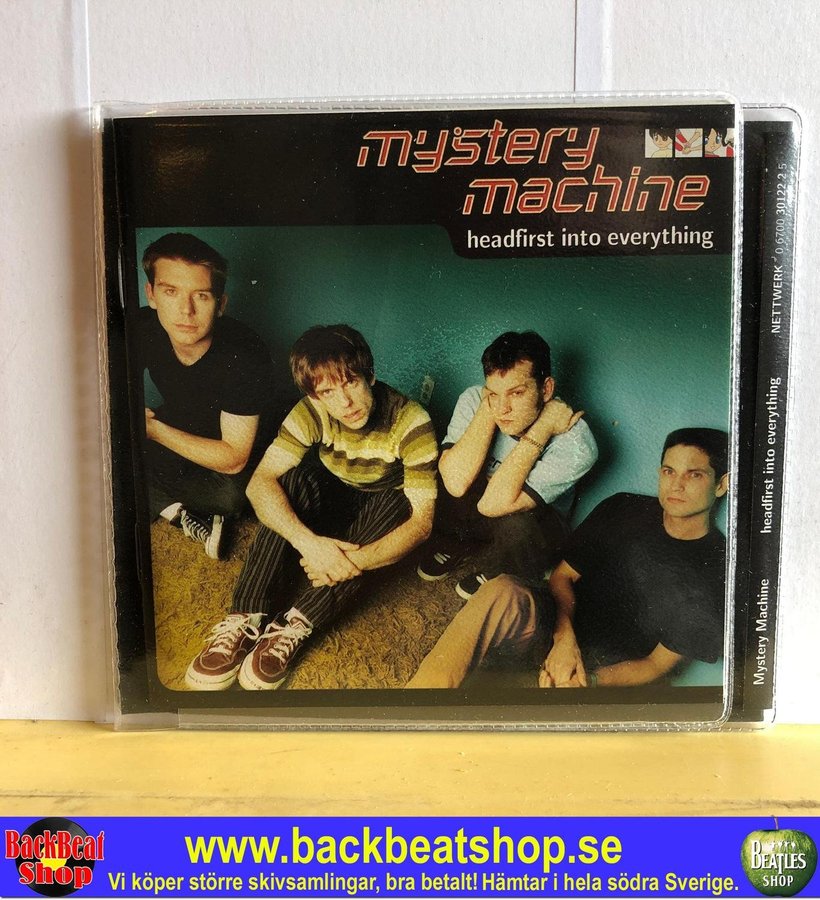 mystery
machine
headfirst into everything
Mystery Machine headfirst into everything NETTWERK 0 6700 30122 2 5
BackBeat
Shop
www.backbeatshop.se
Vi köper större skivsamlingar, bra betalt! Hämtar i hela södra Sverige.
BEATLES
SHOP